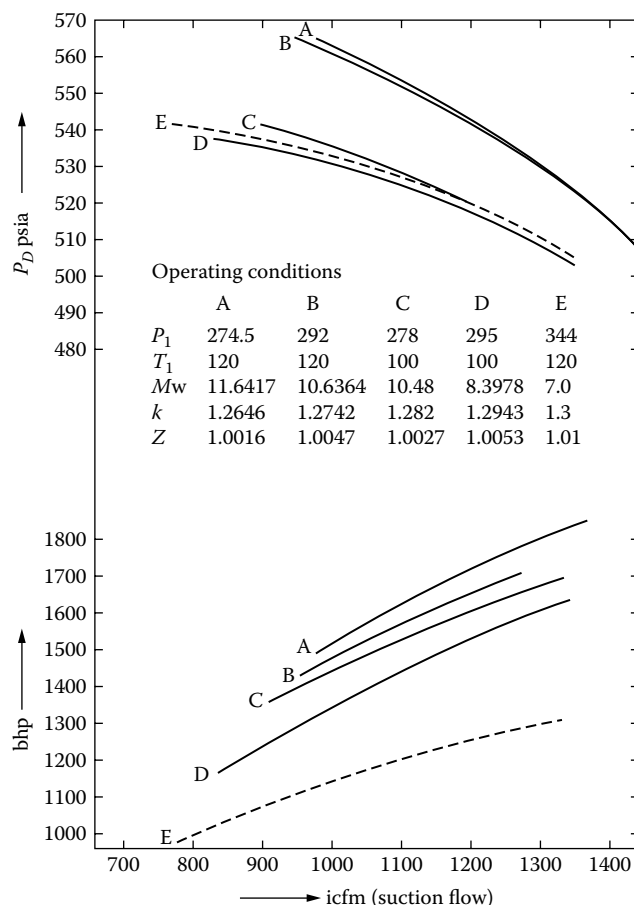 570
A
B
560
550
E
C
540
D
530
P_D psia
520
510
500
Operating conditions
490
A B C D E
P₁ 274.5 292 278 295 344
480
T₁ 120 120 100 100 120
Mw 11.6417 10.6364 10.48 8.3978 7.0
k 1.2646 1.2742 1.282 1.2943 1.3
Z 1.0016 1.0047 1.0027 1.0053 1.01
1800
1700
1600
1500
A
B
1400
C
bhp
1300
1200
D
1100
1000
E
700 800 900 1000 1100 1200 1300 1400
icfm (suction flow)